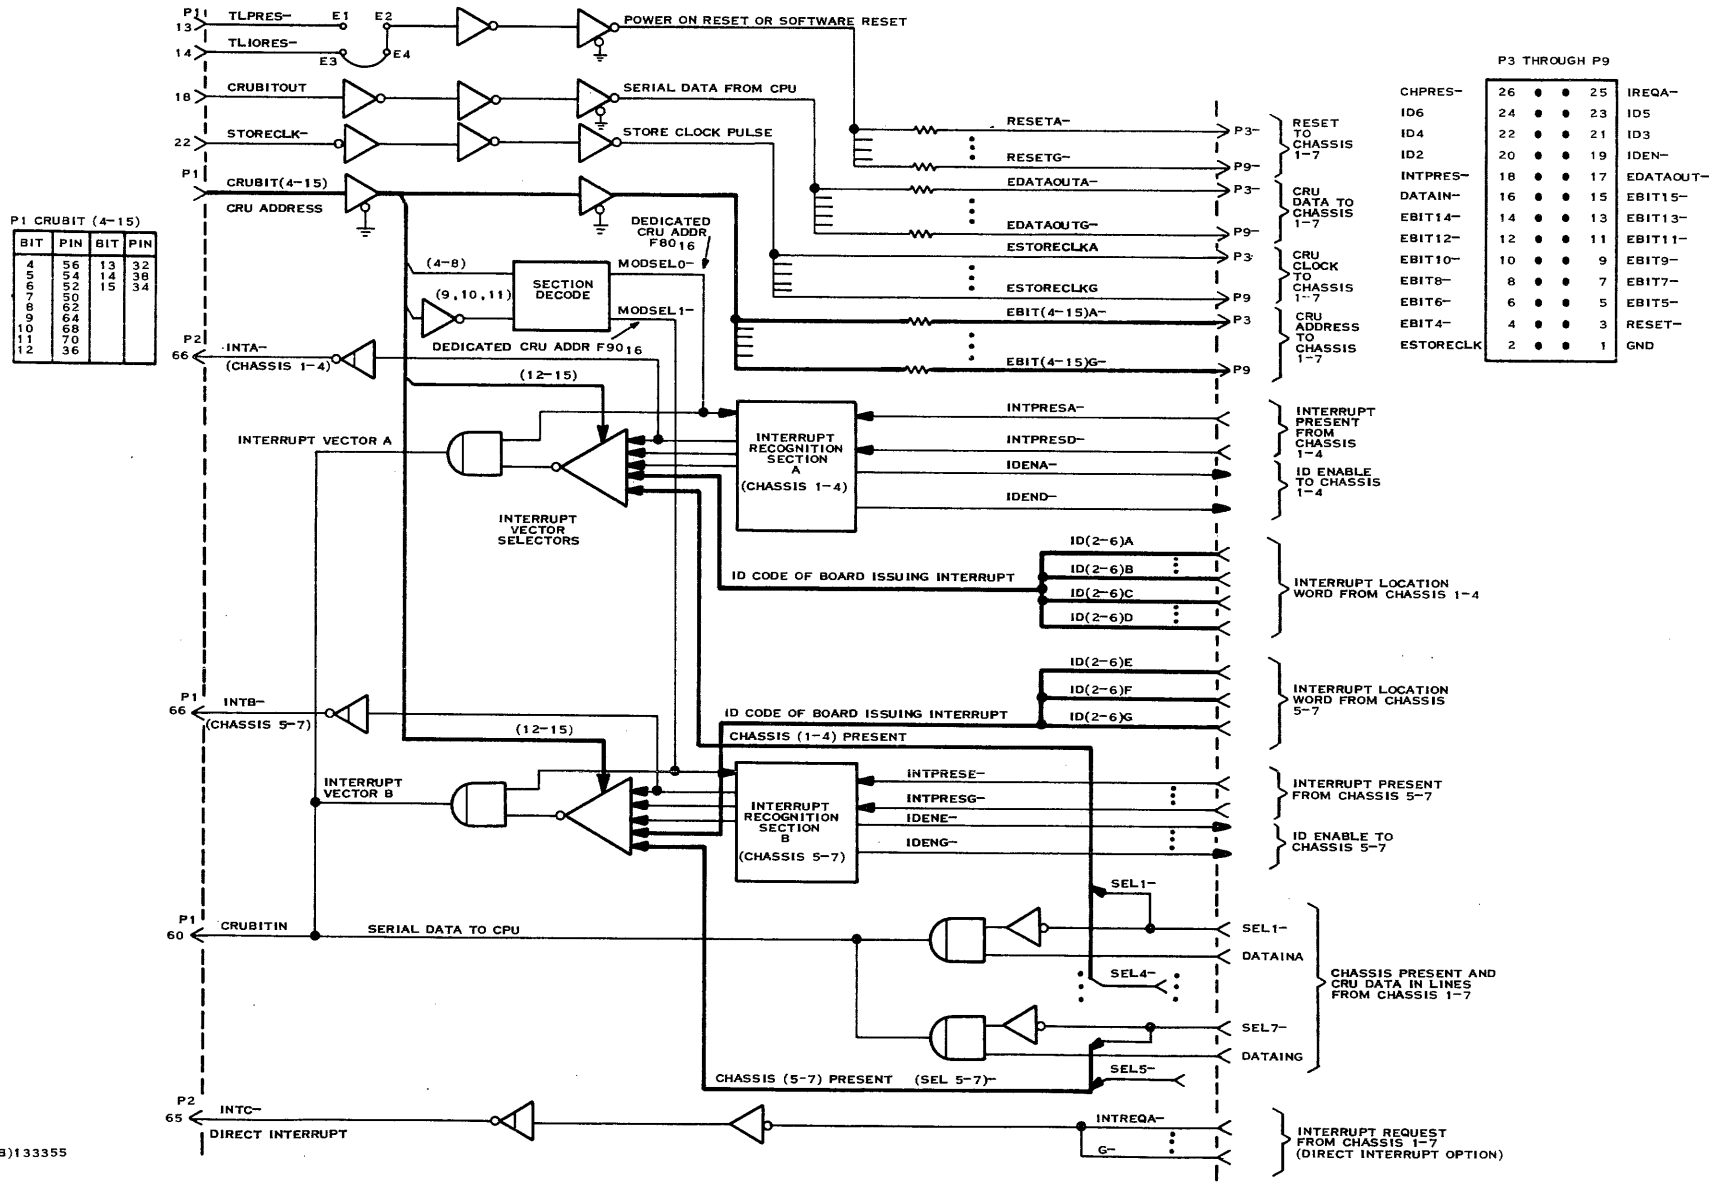 P1
13
TLPRES-
E1
E2
POWER ON RESET OR SOFTWARE RESET
14
TLIORES-
E3
E4
18
CRUBITOUT
SERIAL DATA FROM CPU
22
STORECLK-
STORE CLOCK PULSE
P1
CRUBIT(4-15)
CRU ADDRESS
P1 CRUBIT (4-15)
BIT PIN BIT PIN
4 56 13 32
5 54 14 38
6 52 15 34
7 50
8 62
9 64
10 68
11 70
12 36
DEDICATED
CRU ADDR
F80 16
(4-8)
SECTION
DECODE
MODSEL0-
(9,10,11)
MODSEL1-
DEDICATED CRU ADDR F90 16
P2
66
INTA-
(CHASSIS 1-4)
(12-15)
INTERRUPT VECTOR A
INTERRUPT
VECTOR
SELECTORS
INTERRUPT
RECOGNITION
SECTION
A
(CHASSIS 1-4)
RESETA-
P3-
RESETG-
P9-
RESET
TO
CHASSIS
1-7
EDATAOUTA-
P3-
EDATAOUTG-
P9-
CRU
DATA TO
CHASSIS
1-7
ESTORECLKA
P3
ESTORECLKG
P9
CRU
CLOCK
TO
CHASSIS
1-7
EBIT(4-15)A-
P3
EBIT(4-15)G-
P9
CRU
ADDRESS
TO
CHASSIS
1-7
INTPRESA-
INTPRESD-
INTERRUPT
PRESENT
FROM
CHASSIS
1-4
IDENA-
IDEND-
ID ENABLE
TO CHASSIS
1-4
ID CODE OF BOARD ISSUING INTERRUPT
ID(2-6)A
ID(2-6)B
ID(2-6)C
ID(2-6)D
INTERRUPT LOCATION
WORD FROM CHASSIS 1-4
ID(2-6)E
ID(2-6)F
ID(2-6)G
INTERRUPT LOCATION
WORD FROM CHASSIS
5-7
P1
66
INTB-
(CHASSIS 5-7)
(12-15)
ID CODE OF BOARD ISSUING INTERRUPT
CHASSIS (1-4) PRESENT
INTERRUPT
VECTOR B
INTERRUPT
RECOGNITION
SECTION
B
(CHASSIS 5-7)
INTPRESE-
INTPRESG-
INTERRUPT PRESENT
FROM CHASSIS 5-7
IDENE-
IDENG-
ID ENABLE TO
CHASSIS 5-7
SEL1-
P1
60
CRUBITIN
SERIAL DATA TO CPU
SEL1-
DATAINA
SEL4-
CHASSIS PRESENT AND
CRU DATA IN LINES
FROM CHASSIS 1-7
SEL7-
DATAING
SEL5-
CHASSIS (5-7) PRESENT (SEL 5-7)-
P2
65
INTC-
DIRECT INTERRUPT
INTREQA-
G-
INTERRUPT REQUEST
FROM CHASSIS 1-7
(DIRECT INTERRUPT OPTION)
P3 THROUGH P9
CHPRES- 26 25 IREQA-
ID6 24 23 ID5
ID4 22 21 ID3
ID2 20 19 IDEN-
INTPRES- 18 17 EDATAOUT-
DATAIN- 16 15 EBIT15-
EBIT14- 14 13 EBIT13-
EBIT12- 12 11 EBIT11-
EBIT10- 10 9 EBIT9-
EBIT8- 8 7 EBIT7-
EBIT6- 6 5 EBIT5-
EBIT4- 4 3 RESET-
ESTORECLK 2 1 GND
)133355